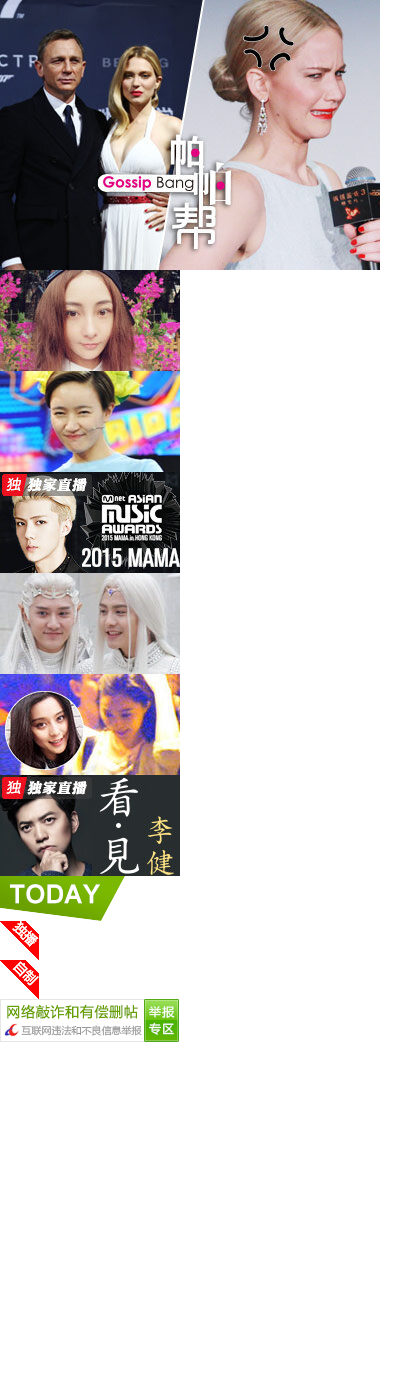 CTR
BE
帕
帕
Gossip Bang
帮
独 独家直播
Mnet ASIAN
MUSIC
AWARDS
2015 MAMA in HONG KONG
2015 MAMA
独 独家直播
看·見
李健
TODAY
独播
自制
网络敲诈和有偿删帖
互联网违法和不良信息举报
举报
专区